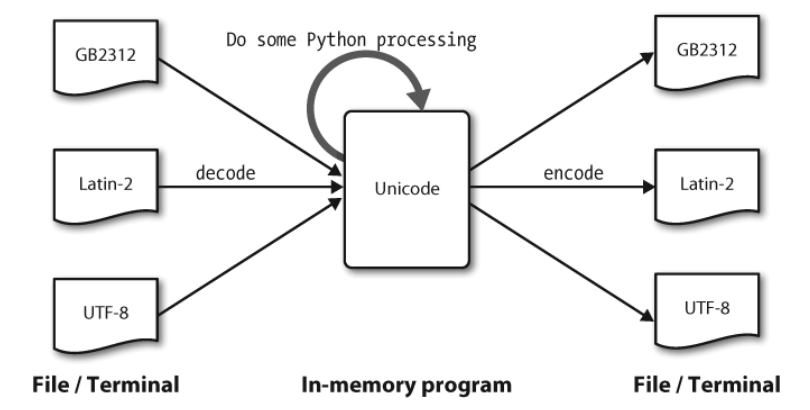 Do some Python processing
GB2312
GB2312
Latin-2
decode
Unicode
encode
Latin-2
UTF-8
UTF-8
File / Terminal
In-memory program
File / Terminal